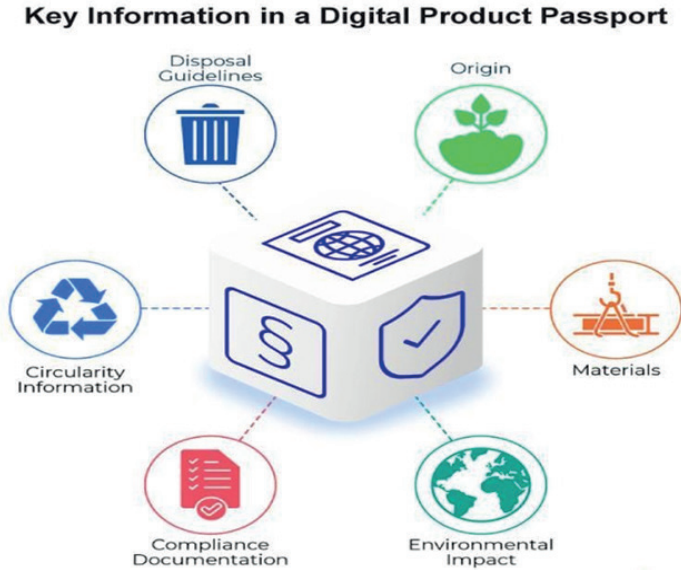 Key Information in a Digital Product Passport
Disposal
Guidelines
Origin
Circularity
Information
Materials
Compliance
Documentation
Environmental
Impact
§